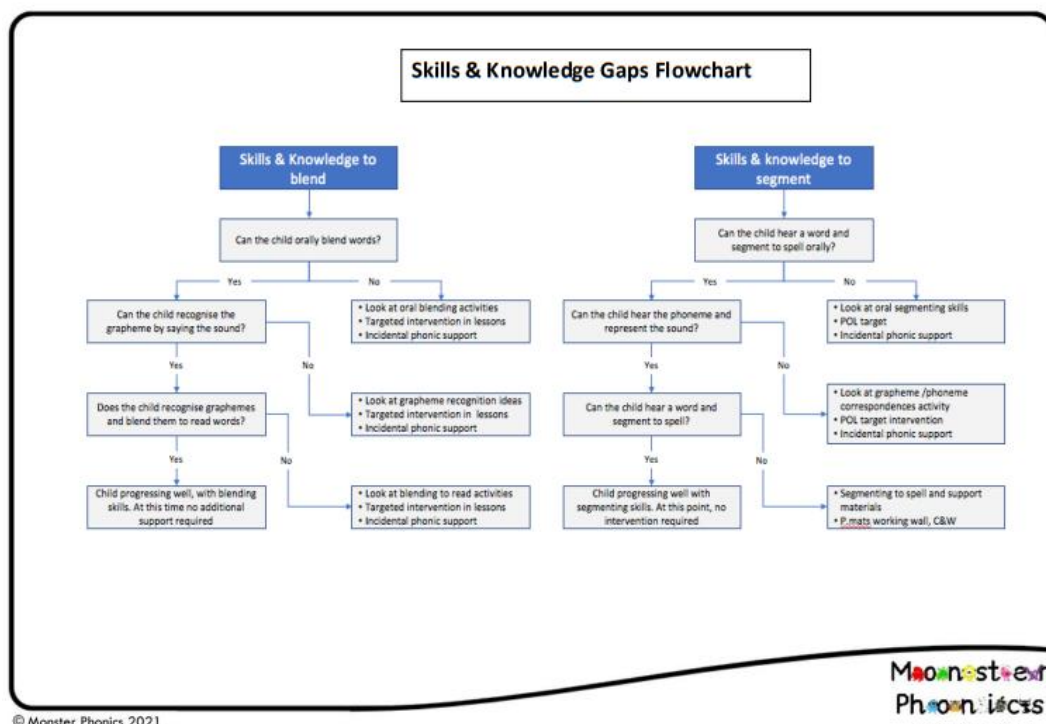 Skills & Knowledge Gaps Flowchart
Skills & Knowledge to
blend
Can the child orally blend words?
Yes
No
Can the child recognise the
grapheme by saying the sound?
• Look at oral blending activities
• Targeted intervention in lessons
• Incidental phonic support
Yes
No
Does the child recognise graphemes
and blend them to read words?
• Look at grapheme recognition ideas
• Targeted intervention in lessons
• Incidental phonic support
Yes
No
Child progressing well, with blending
skills. At this time no additional
support required
• Look at blending to read activities
• Targeted intervention in lessons
• Incidental phonic support
Skills & knowledge to
segment
Can the child hear a word and
segment to spell orally?
Yes
No
Can the child hear the phoneme and
represent the sound?
• Look at oral segmenting skills
• POL target
• Incidental phonic support
Yes
No
Can the child hear a word and
segment to spell?
• Look at grapheme /phoneme
correspondences activity
• POL target intervention
• Incidental phonic support
Yes
No
Child progressing well with
segmenting skills. At this point, no
intervention required
• Segmenting to spell and support
materials
• P.mats working wall, C&W
© Monster Phonics 2021